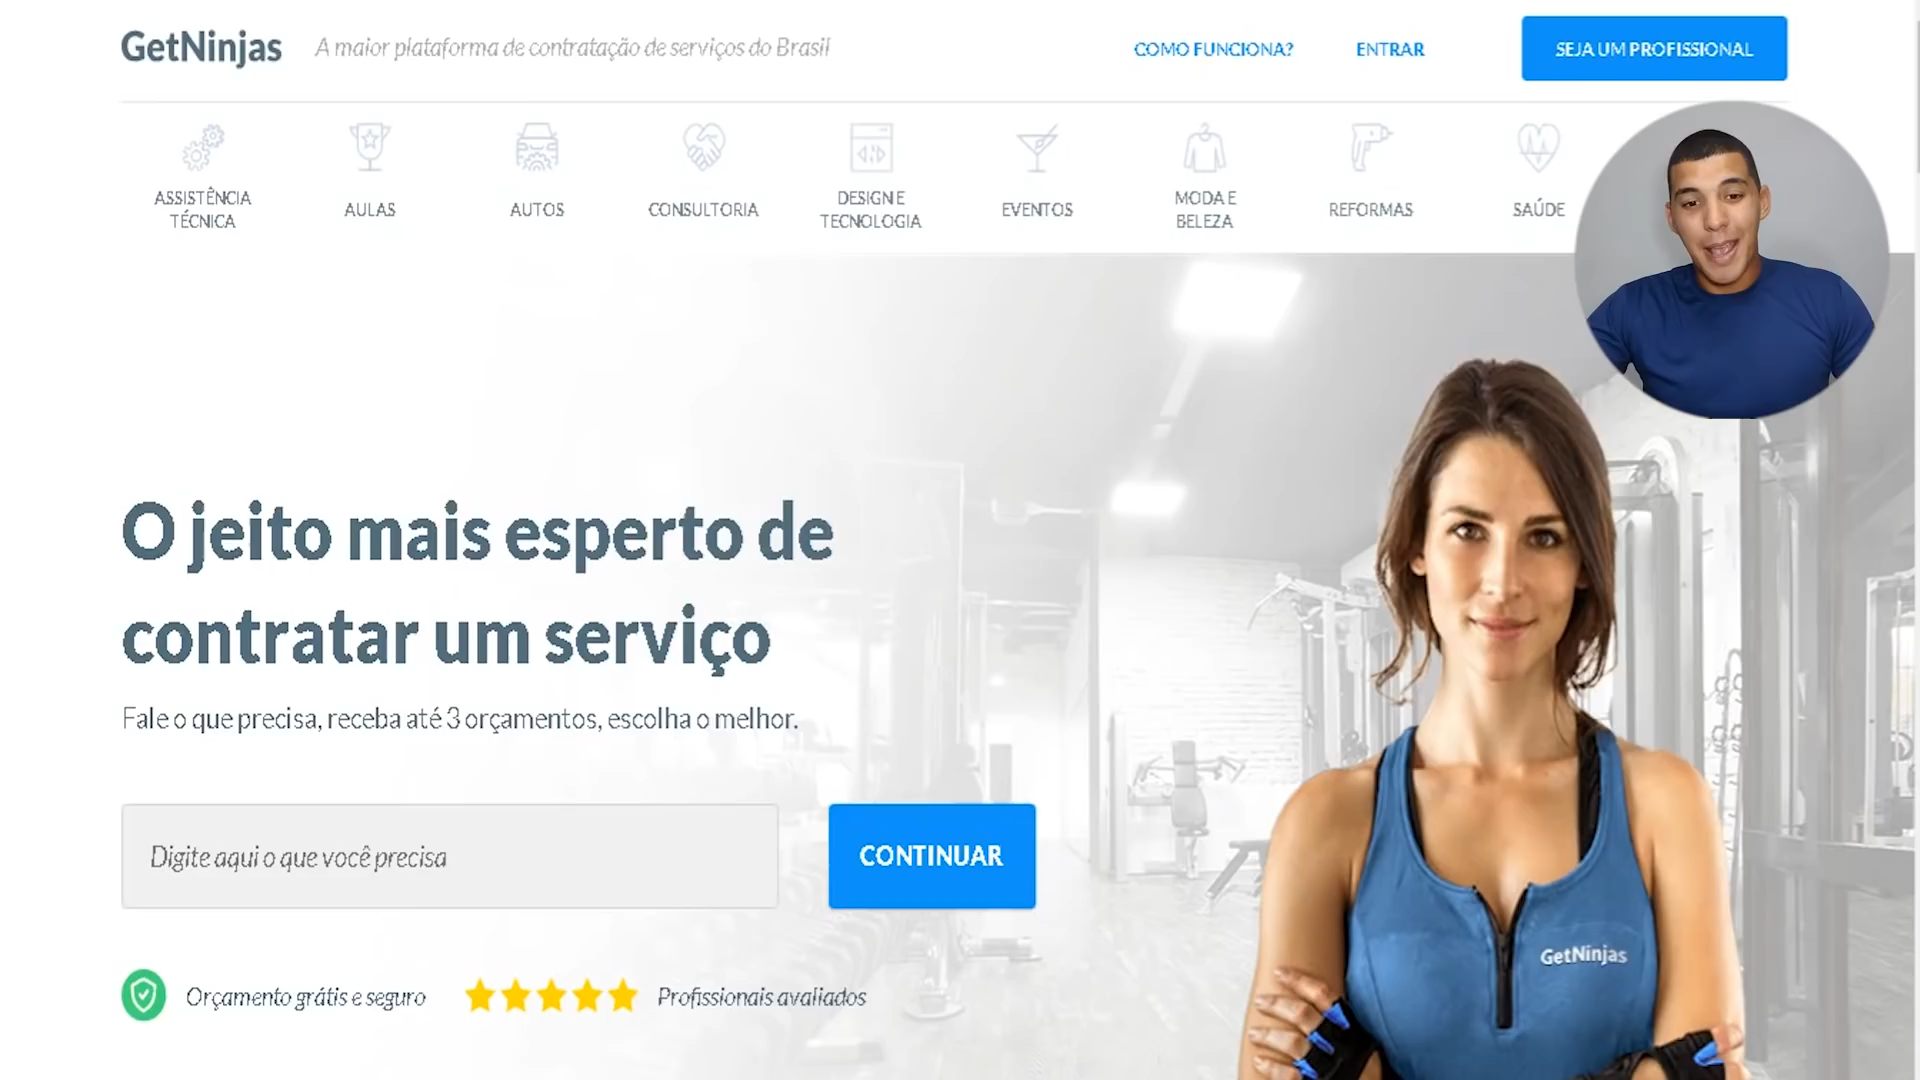 GetNinjas
A maior plataforma de contratação de serviços do Brasil
COMO FUNCIONA?
ENTRAR
SEJA UM PROFISSIONAL
ASSISTÊNCIA
TÉCNICA
AULAS
AUTOS
CONSULTORIA
DESIGN E
TECNOLOGIA
EVENTOS
MODA E
BELEZA
REFORMAS
SAÚDE
O jeito mais esperto de
contratar um serviço
Fale o que precisa, receba até 3 orçamentos, escolha o melhor.
Digite aqui o que você precisa
CONTINUAR
GetNinjas
Orçamento grátis e seguro
Profissionais avaliados